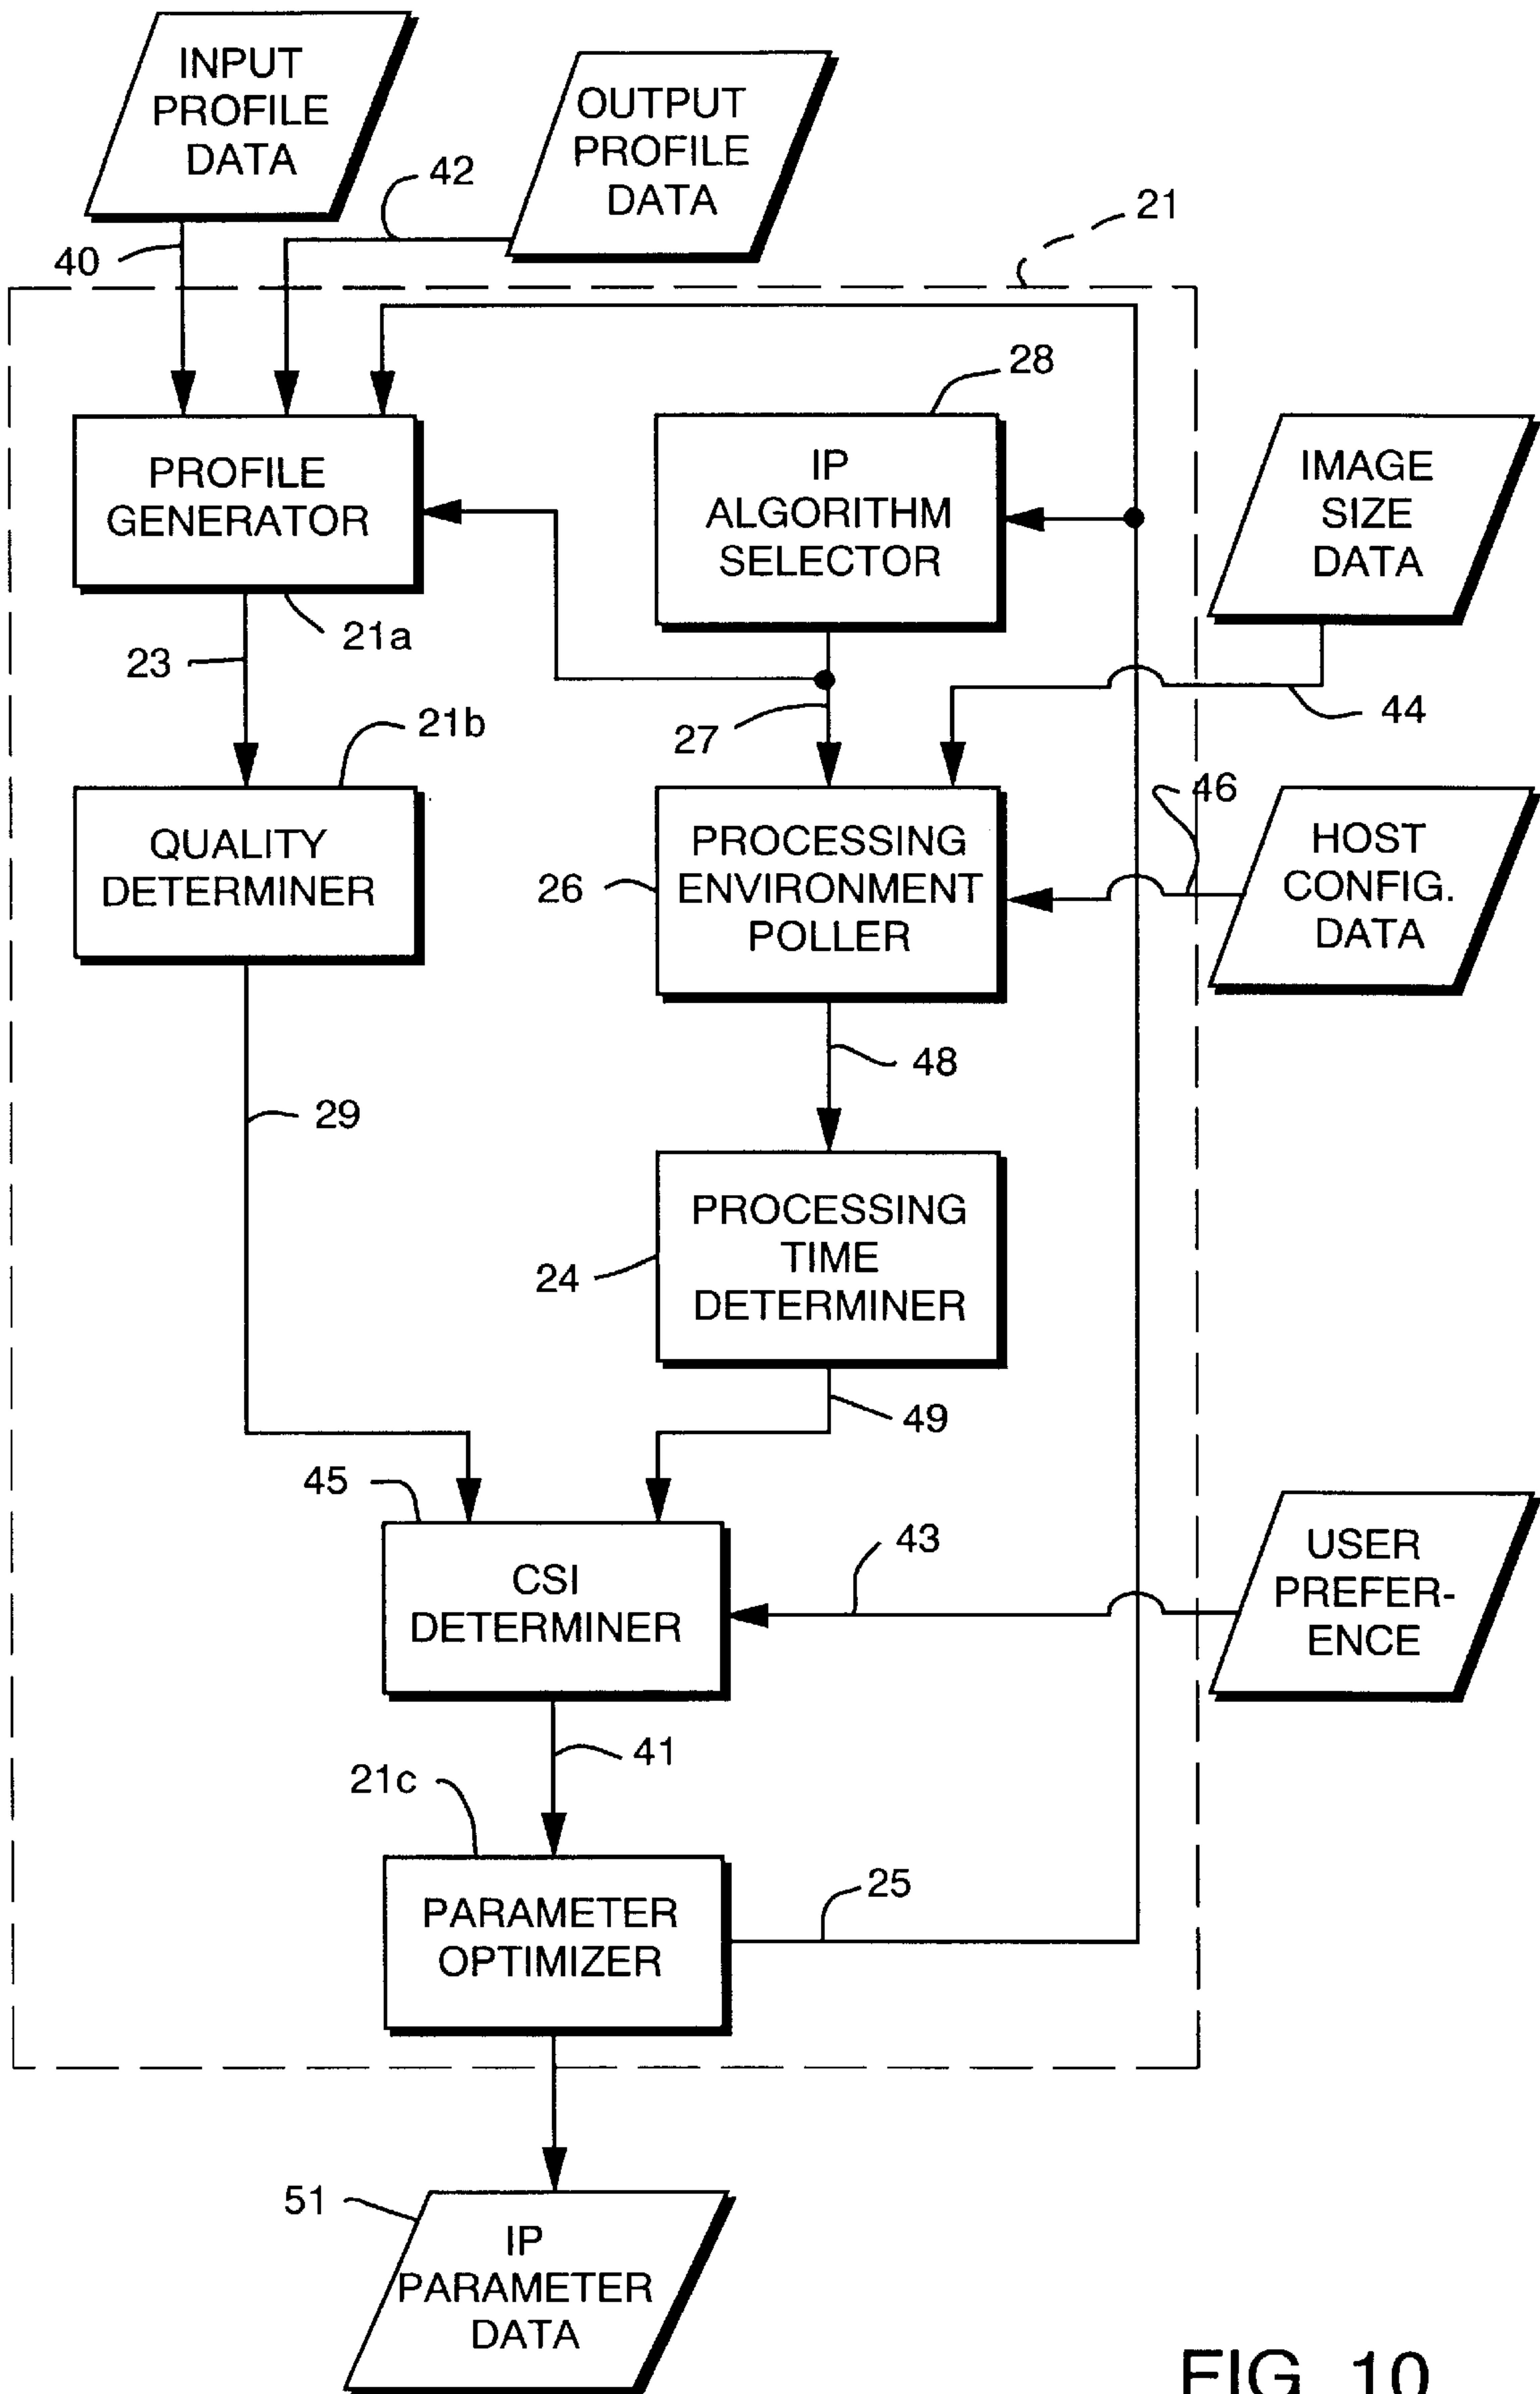 INPUT
PROFILE
DATA
OUTPUT
PROFILE
DATA
42
40
21
28
PROFILE
GENERATOR
IP
ALGORITHM
SELECTOR
IMAGE
SIZE
DATA
21a
23
27
44
21b
46
QUALITY
DETERMINER
26
PROCESSING
ENVIRONMENT
POLLER
HOST
CONFIG.
DATA
48
29
24
PROCESSING
TIME
DETERMINER
49
45
43
CSI
DETERMINER
USER
PREFER-
ENCE
41
21c
25
PARAMETER
OPTIMIZER
51
IP
PARAMETER
DATA
FIG. 10